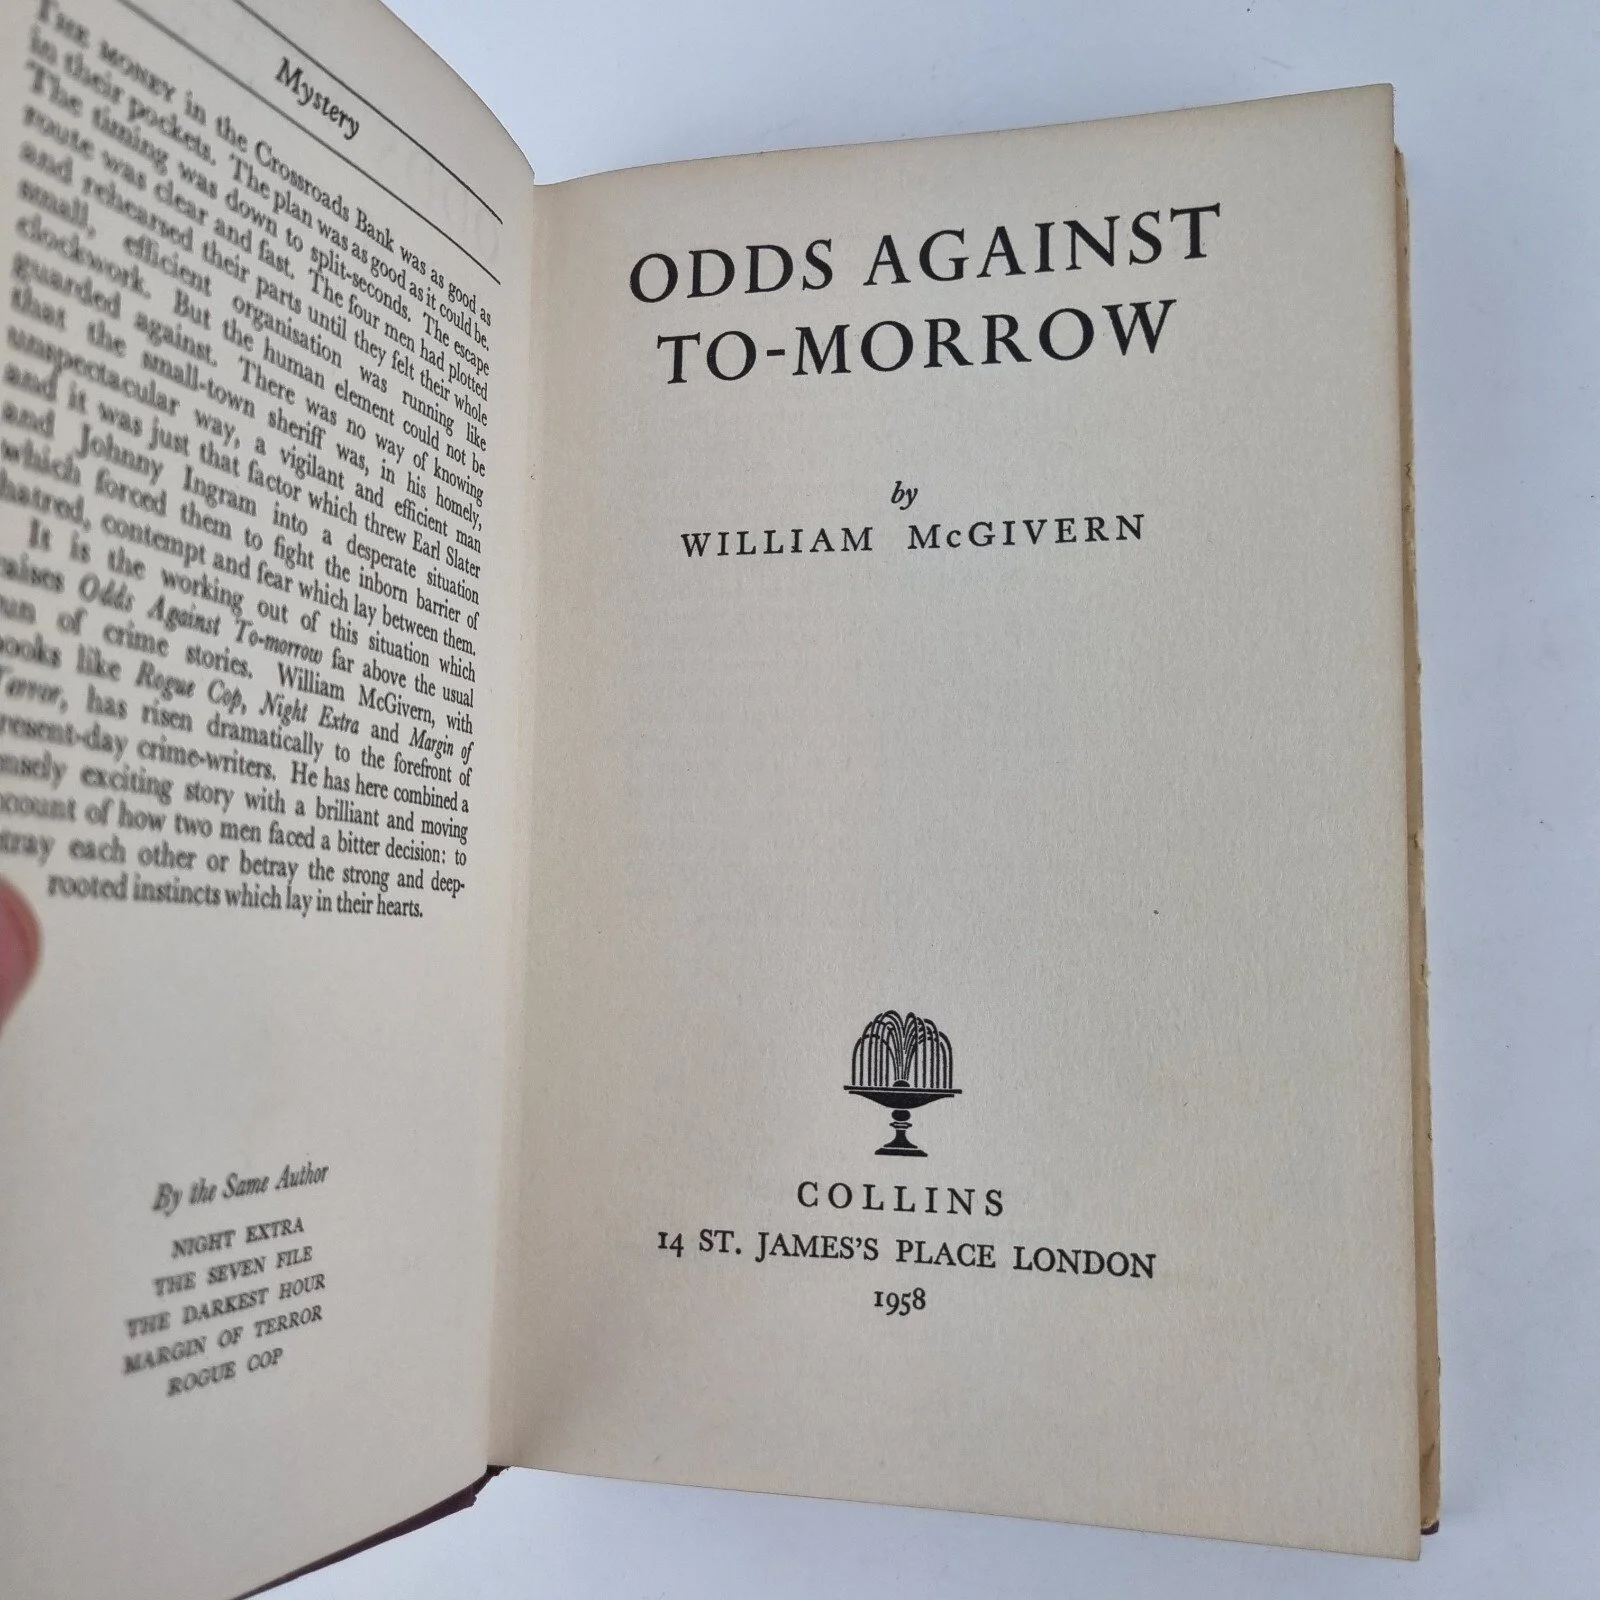 Mystery
THE MONEY in the Crossroads Bank was as good as
in their pockets. The plan was as good as it could be.
The timing was down to split-seconds. The escape
route was clear and fast. The four men had plotted
and rehearsed their parts until they felt their whole
small, efficient organisation was running like
clockwork. But the human element could not be
guarded against. There was no way of knowing
that the small-town sheriff was, in his homely,
unspectacular way, a vigilant and efficient man
and it was just that factor which threw Earl Slater
and Johnny Ingram into a desperate situation
which forced them to fight the inborn barrier of
hatred, contempt and fear which lay between them.
It is the working out of this situation which
raises Odds Against To-morrow far above the usual
run of crime stories. William McGivern, with
books like Rogue Cop, Night Extra and Margin of
Terror, has risen dramatically to the forefront of
present-day crime-writers. He has here combined a
exciting story with a brilliant and moving
account of how two men faced a bitter decision: to
betray each other or betray the strong and deep-
rooted instincts which lay in their hearts.
By the Same Author
NIGHT EXTRA
THE SEVEN FILE
THE DARKEST HOUR
MARGIN OF TERROR
ROGUE COP
ODDS AGAINST
TO-MORROW
by
WILLIAM McGIVERN
COLLINS
14 ST. JAMES'S PLACE LONDON
1958